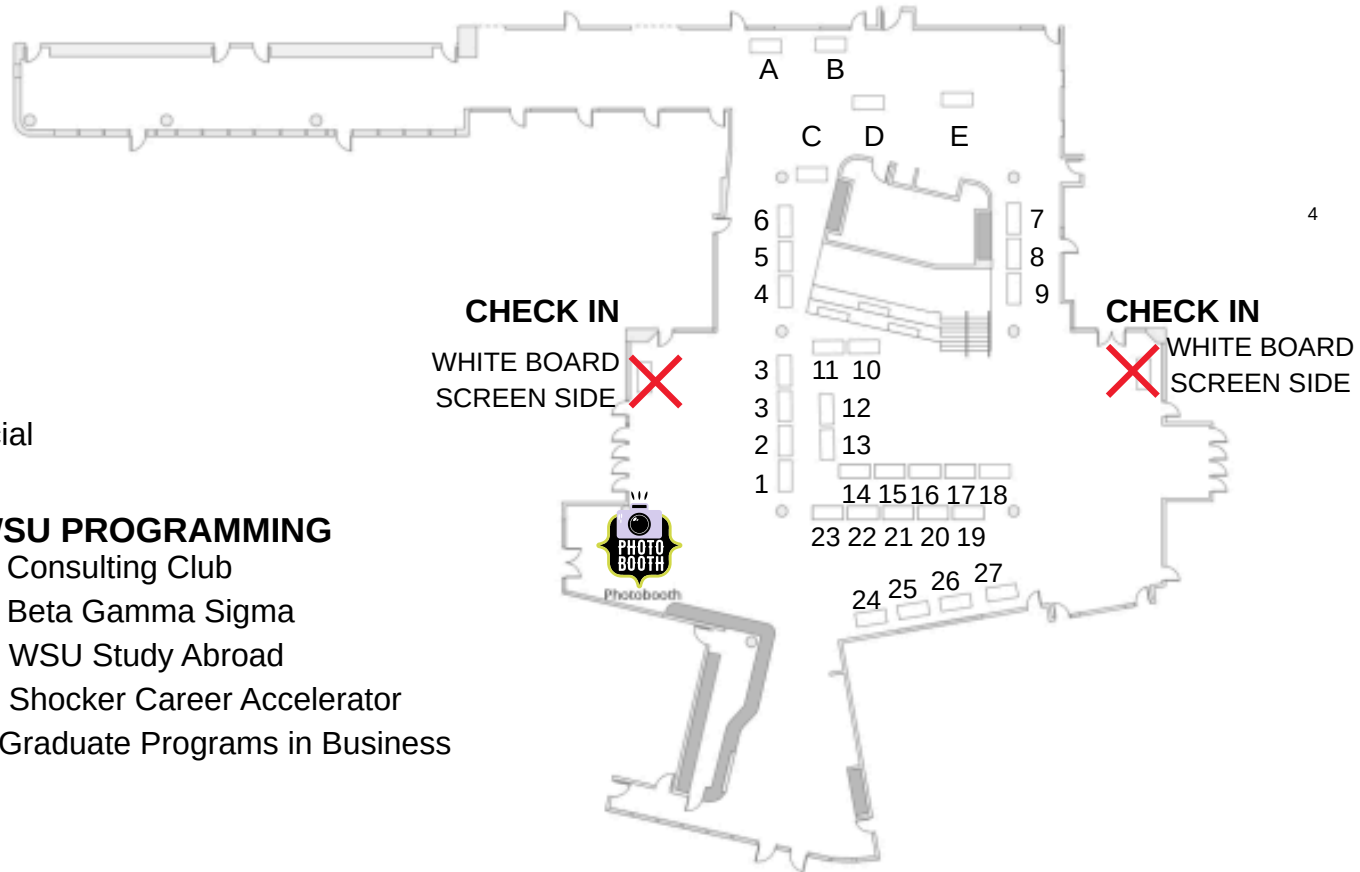 A B
C D E
6 7
4
5 8
4 9
CHECK IN CHECK IN
WHITE BOARD WHITE BOARD
SCREEN SIDE SCREEN SIDE
3 11 10
3 12
ial
2 13
1 14 15 16 17 18
SU PROGRAMMING
23 22 21 20 19
PHOTO
BOOTH
Photobooth
Consulting Club
24 25 26 27
Beta Gamma Sigma
WSU Study Abroad
Shocker Career Accelerator
Graduate Programs in Business